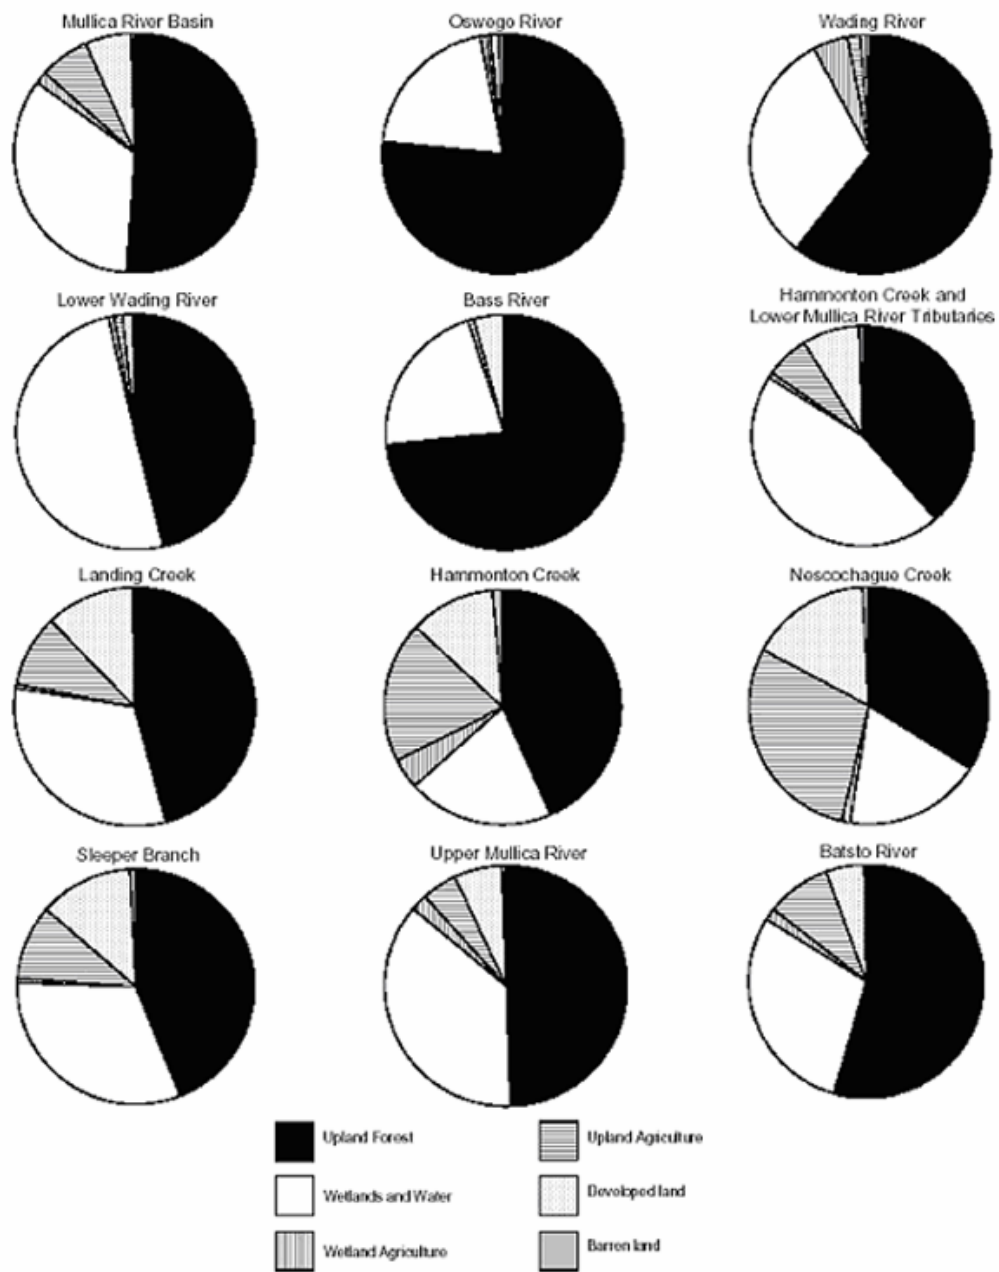 Mullica River Basin
Oswego River
Wading River
Lower Wading River
Bass River
Hammonton Creek and
Lower Mullica River Tributaries
Landing Creek
Hammonton Creek
Nescochague Creek
Sleeper Branch
Upper Mullica River
Batsto River
Upland Forest
Upland Agriculture
Wetlands and Water
Developed land
Wetland Agriculture
Barren land